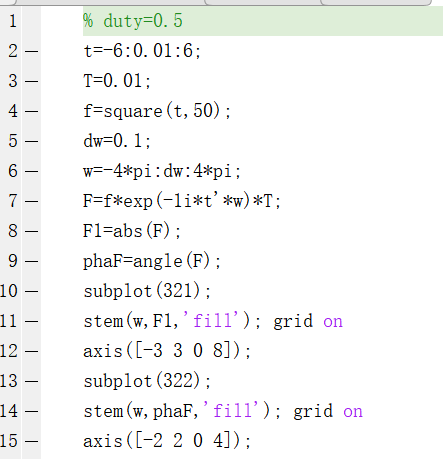 1 % duty=0.5
2 — t=-6:0.01:6;
3 — T=0.01;
4 — f=square(t,50);
5 — dw=0.1;
6 — w=-4*pi:dw:4*pi;
7 — F=f*exp(-1i*t'*w)*T;
8 — F1=abs(F);
9 — phaF=angle(F);
10 — subplot(321);
11 — stem(w,F1,'fill'); grid on
12 — axis([-3 3 0 8]);
13 — subplot(322);
14 — stem(w,phaF,'fill'); grid on
15 — axis([-2 2 0 4]);